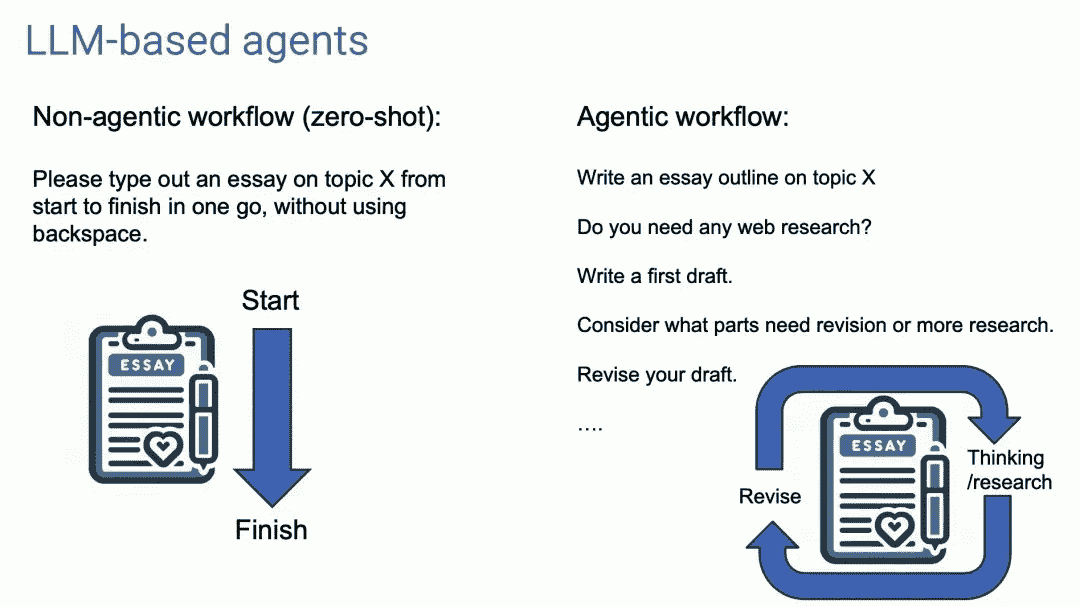 LLM-based agents
Non-agentic workflow (zero-shot):
Please type out an essay on topic X from
start to finish in one go, without using
backspace.
Start
ESSAY
Finish
Agentic workflow:
Write an essay outline on topic X
Do you need any web research?
Write a first draft.
Consider what parts need revision or more research.
Revise your draft.
....
ESSAY
Thinking
/research
Revise